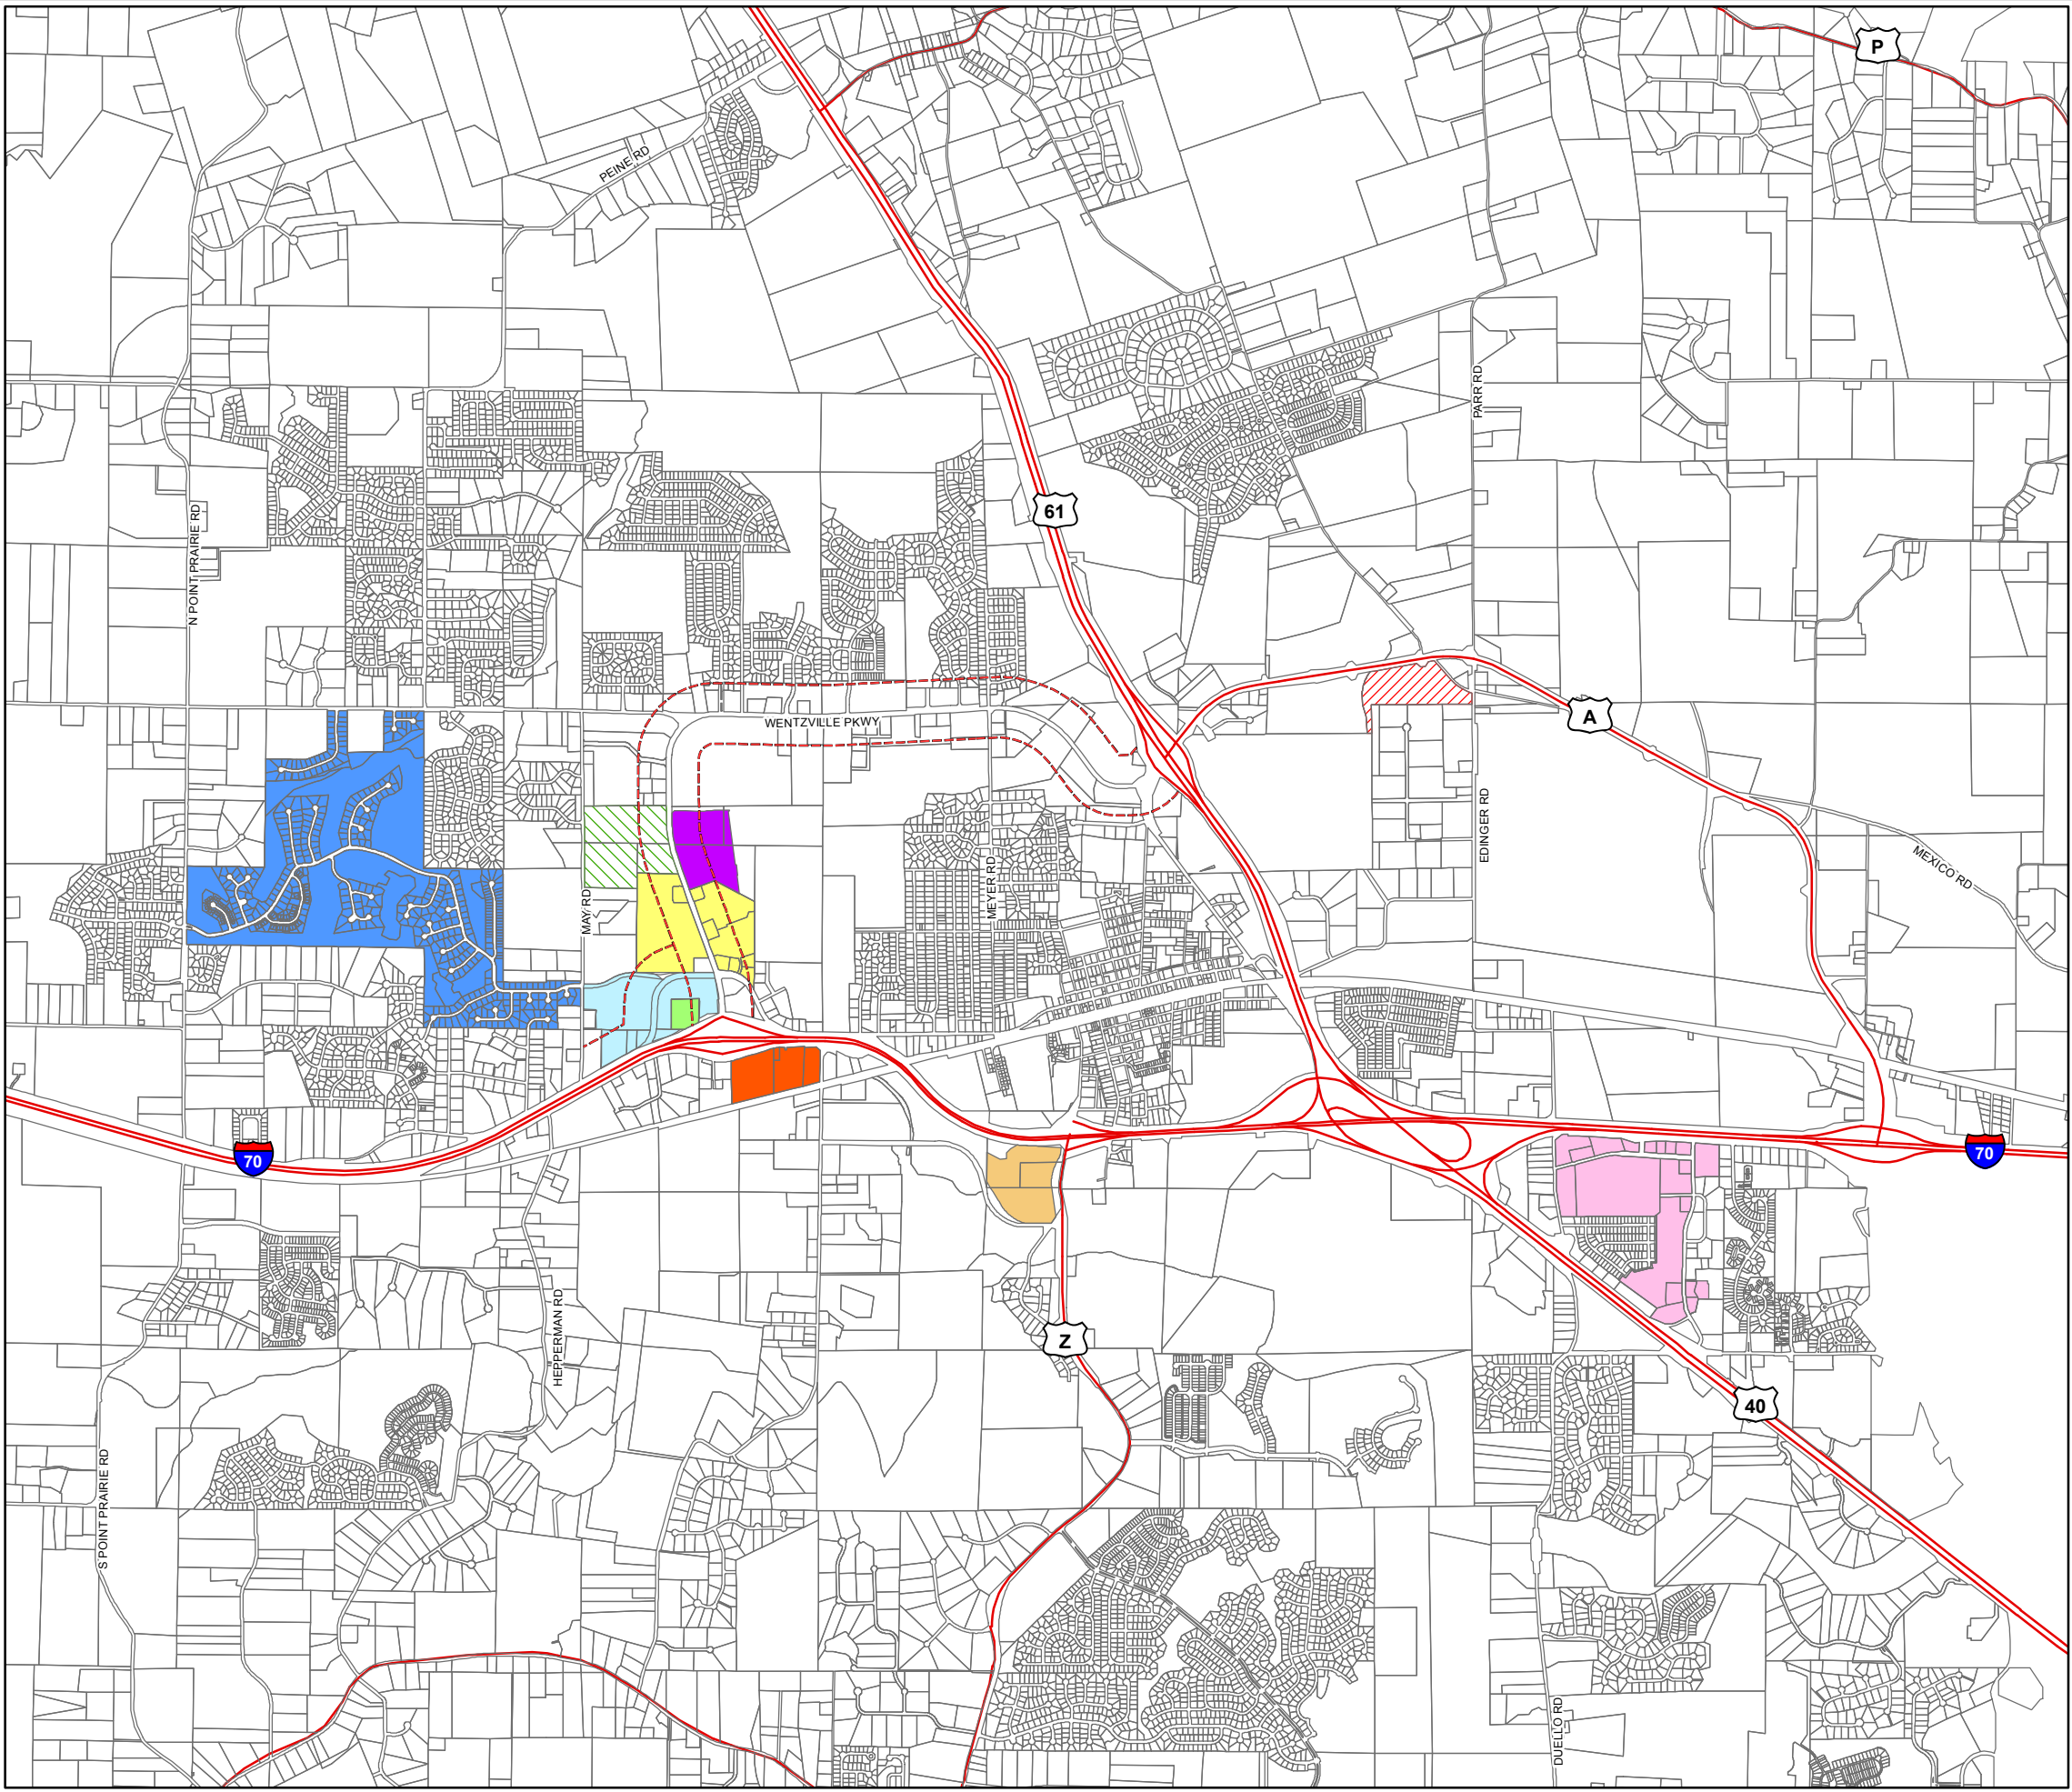 P
PEINE RD
PARR RD
61
N POINT PRAIRIE RD
A
WENTZVILLE PKWY
EDINGER RD
MEXICO RD
MEYER RD
MAY RD
70
70
HEPPERMAN RD
Z
40
S POINT PRAIRIE RD
DUELLO RD